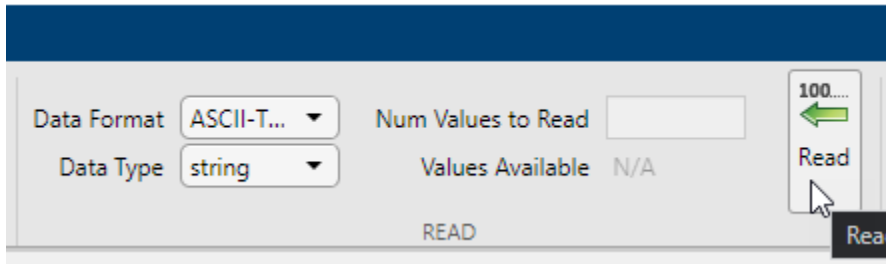 Data Format ASCII-T... Num Values to Read
100.... Read
Data Type string Values Available N/A
READ
Rea